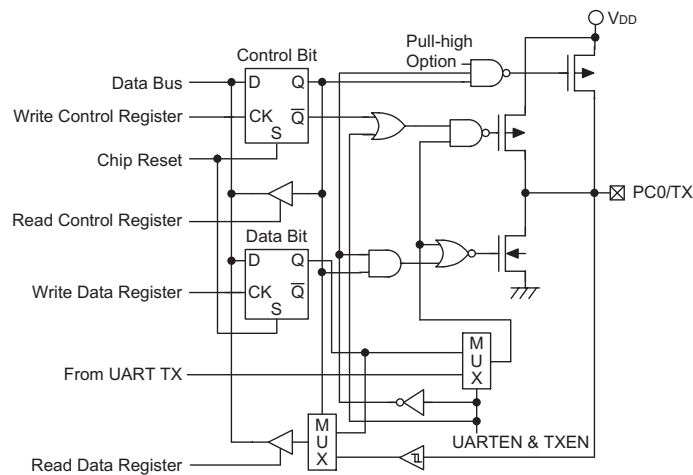 VDD
Control Bit
Pull-high
Option
Data Bus
D
Q
Write Control Register
CK
Q
S
Chip Reset
PC0/TX
Read Control Register
Data Bit
D
Q
Write Data Register
CK
Q
S
M
U
X
From UART TX
M
U
X
UARTEN & TXEN
Read Data Register